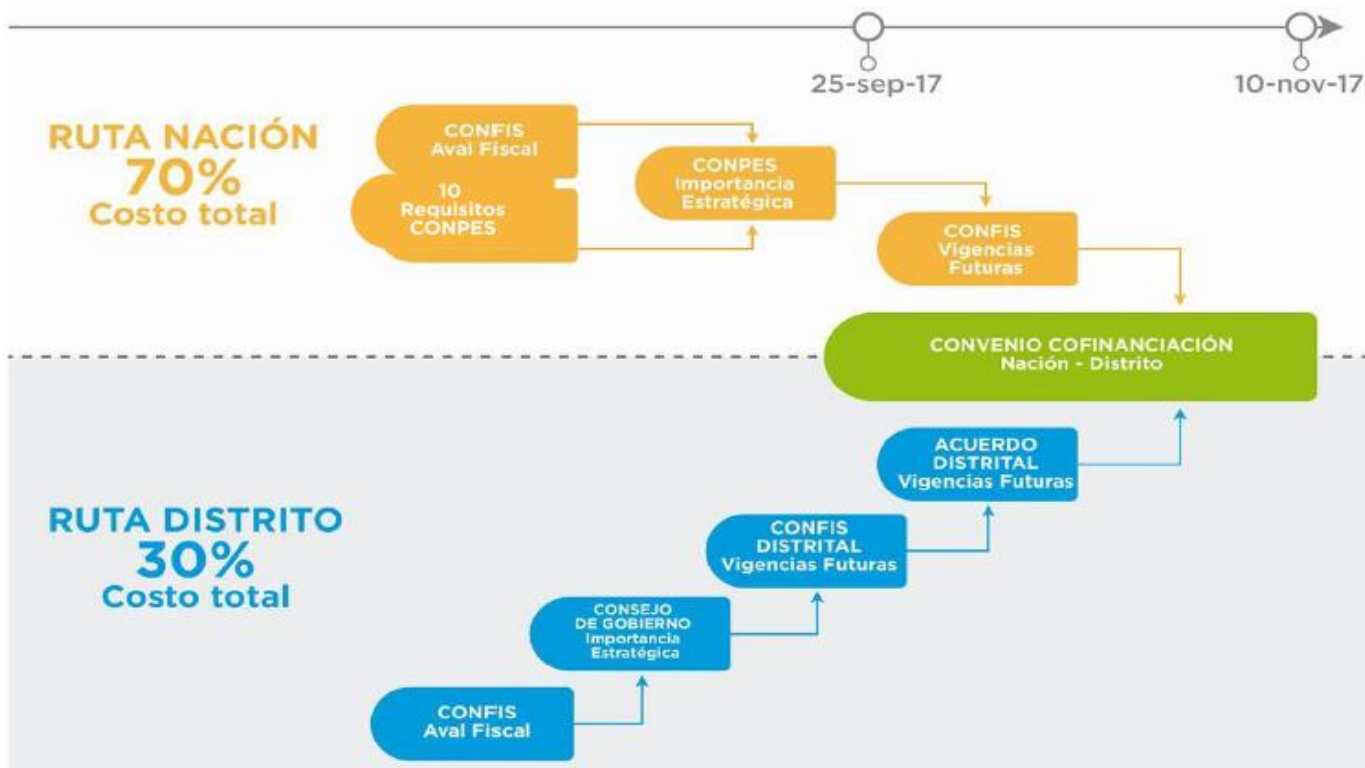 25-sep-17
10-nov-17
RUTA NACIÓN
70%
Costo total
CONFIS
Aval Fiscal
10
Requisitos
CONPES
CONPES
Importancia
Estratégica
CONFIS
Vigencias
Futuras
CONVENIO COFINANCIACIÓN
Nación - Distrito
ACUERDO
DISTRITAL
Vigencias Futuras
RUTA DISTRITO
30%
Costo total
CONFIS
DISTRITAL
Vigencias Futuras
CONSEJO
DE GOBIERNO
Importancia
Estratégica
CONFIS
Aval Fiscal